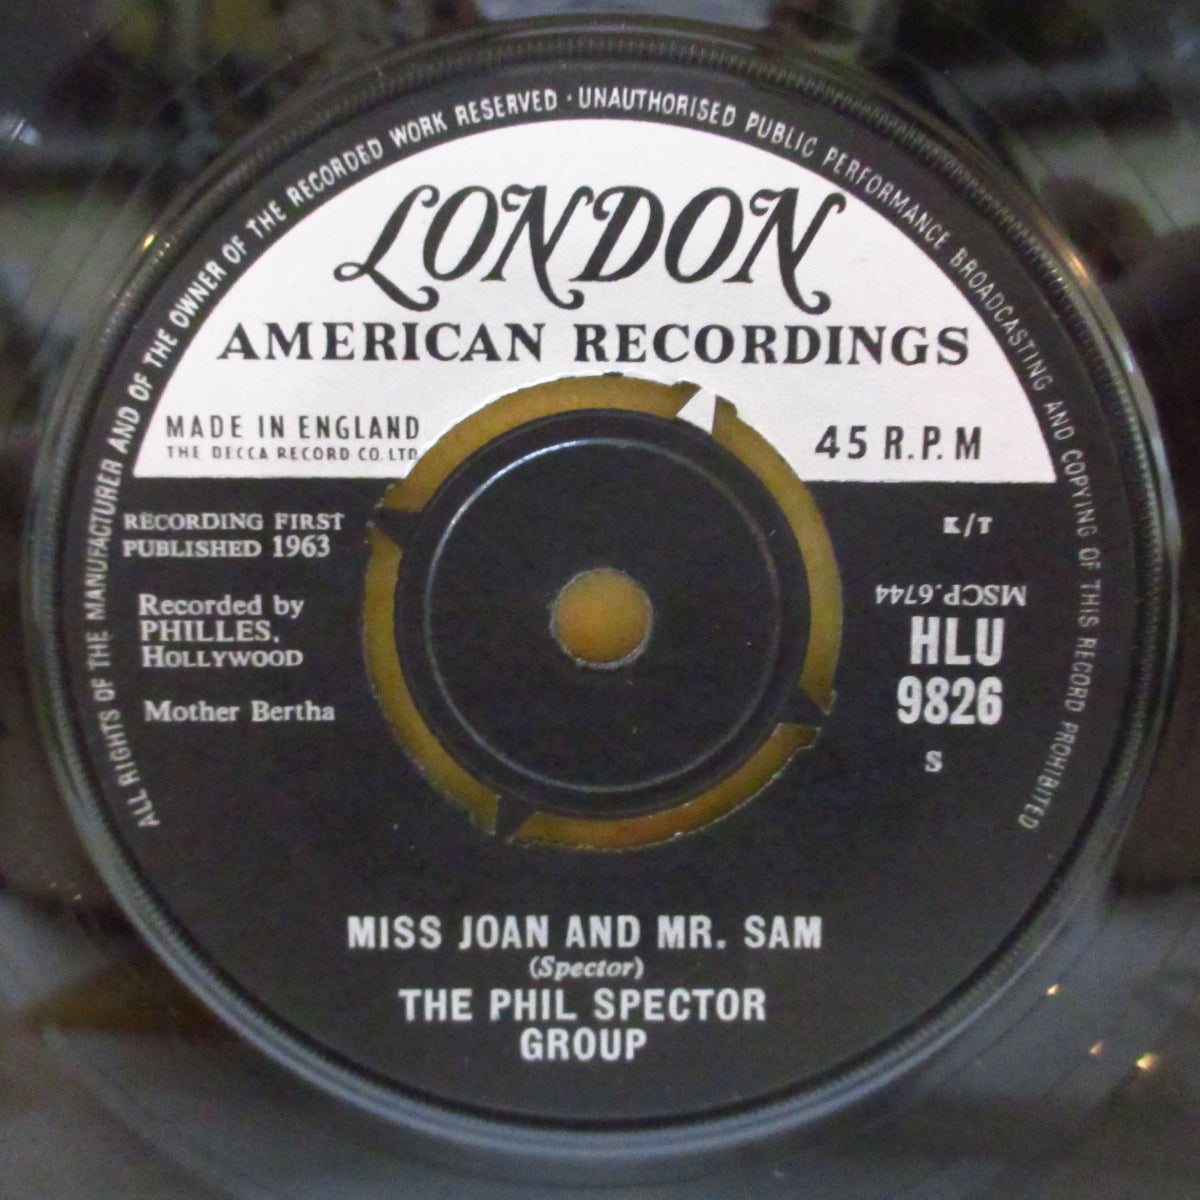 ALL RIGHTS OF THE MANUFACTURER AND OF THE OWNER OF THE RECORDED WORK RESERVED · UNAUTHORISED PUBLIC PERFORMANCE BROADCASTING AND COPYING OF THIS RECORD PROHIBITED
LONDON
AMERICAN RECORDINGS
MADE IN ENGLAND
THE DECCA RECORD CO. LTD
45 R.P.M
RECORDING FIRST
PUBLISHED 1963
K/T
Recorded by
PHILLES,
HOLLYWOOD
MSCP.6744
HLU
9826
Mother Bertha
S
MISS JOAN AND MR. SAM
(Spector)
THE PHIL SPECTOR
GROUP